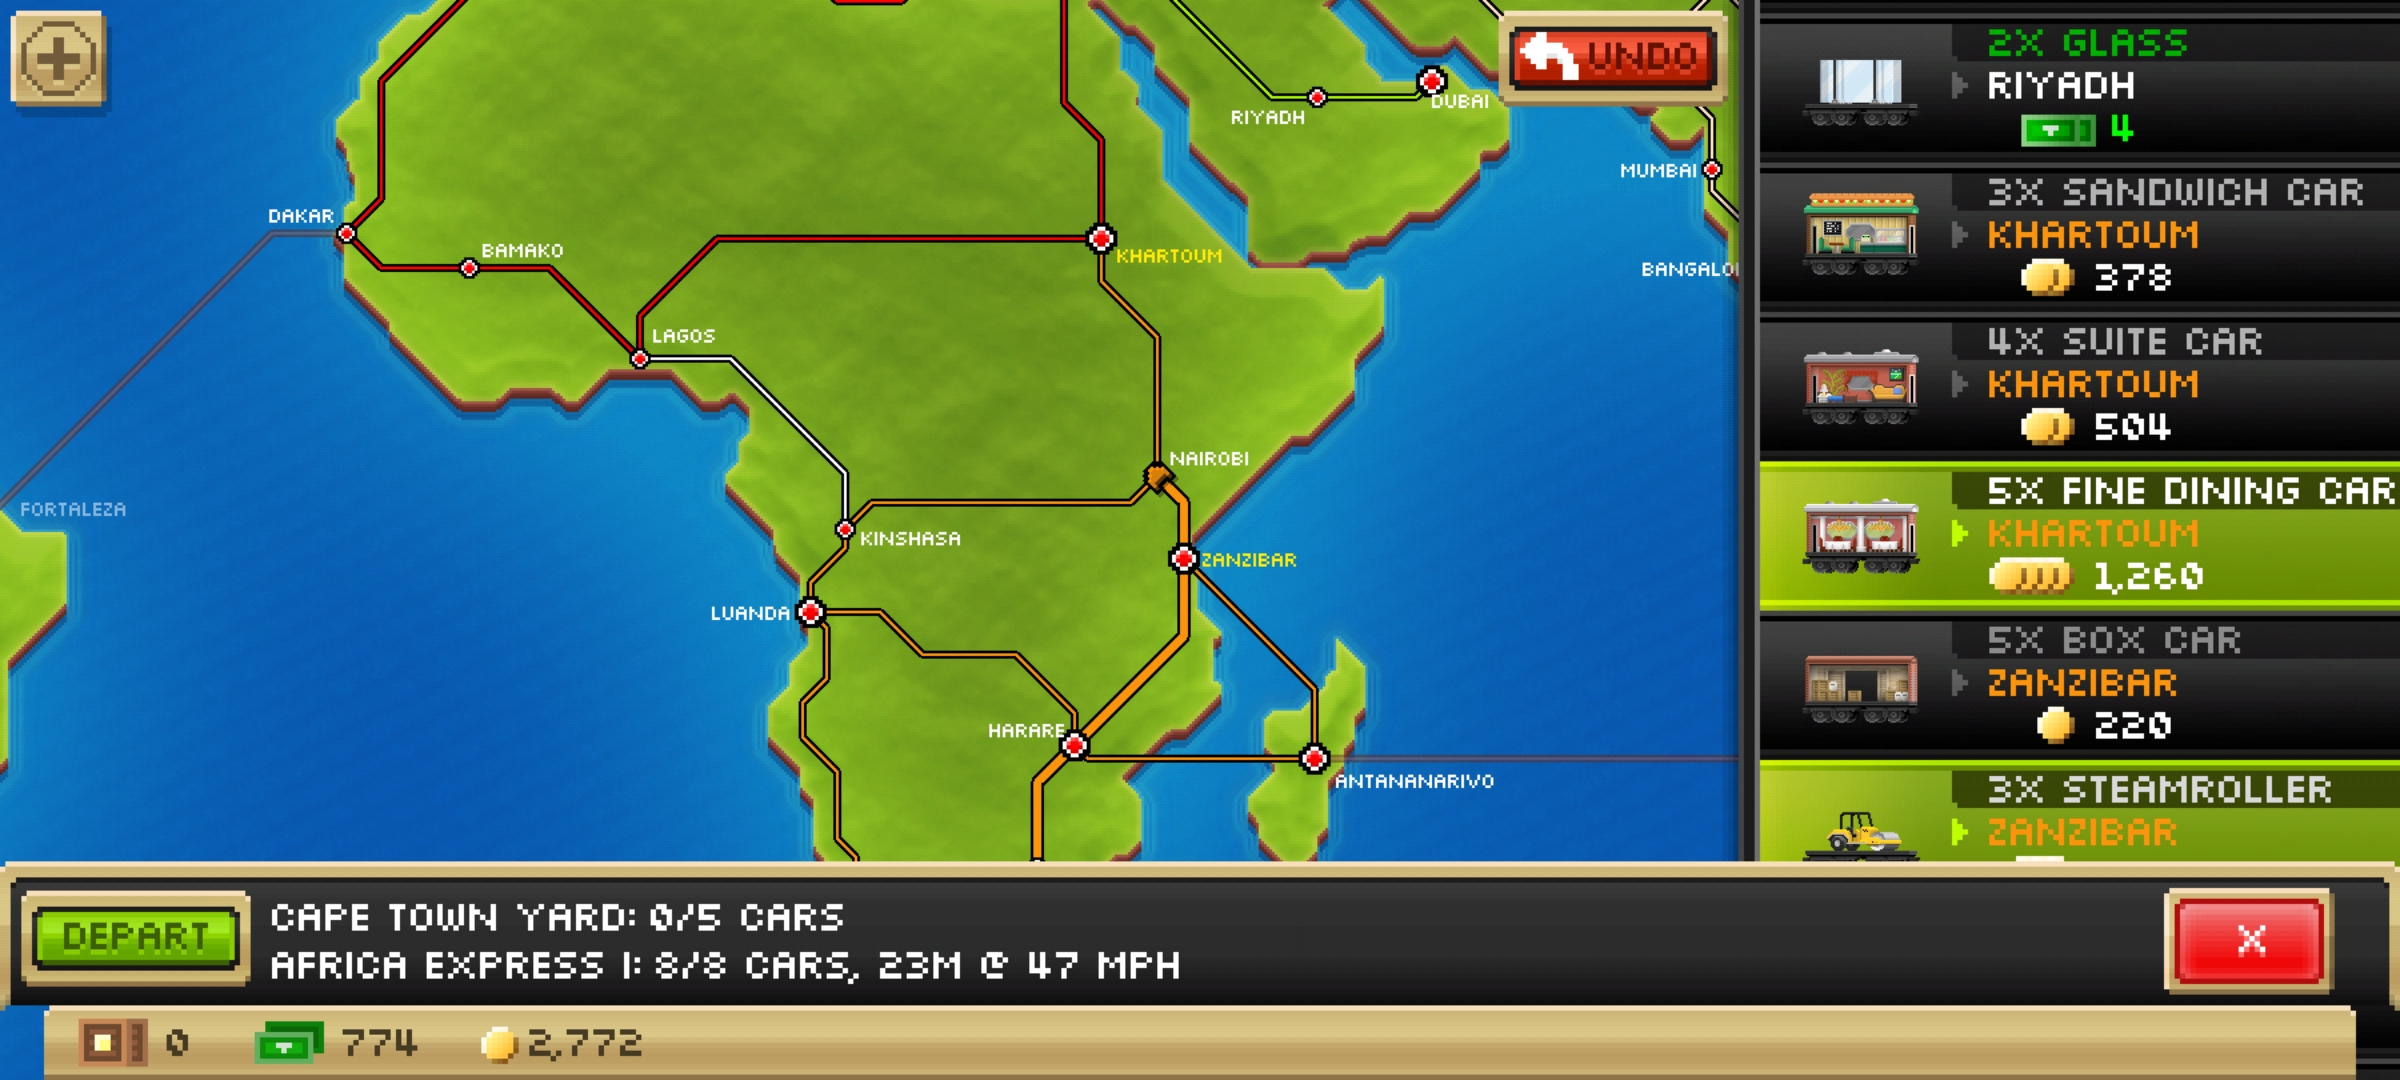 UNDO
DUBAI
RIYADH
MUMBAI
BANGALO
DAKAR
BAMAKO
KHARTOUM
LAGOS
NAIROBI
FORTALEZA
KINSHASA
ZANZIBAR
LUANDA
HARARE
ANTANANARIVO
2X GLASS
RIYADH
4
3X SANDWICH CAR
KHARTOUM
378
4X SUITE CAR
KHARTOUM
504
5X FINE DINING CAR
KHARTOUM
1,260
5X BOX CAR
ZANZIBAR
220
3X STEAMROLLER
ZANZIBAR
DEPART
CAPE TOWN YARD: 0/5 CARS
AFRICA EXPRESS I: 8/8 CARS, 23M @ 47 MPH
X
0
774
2,772